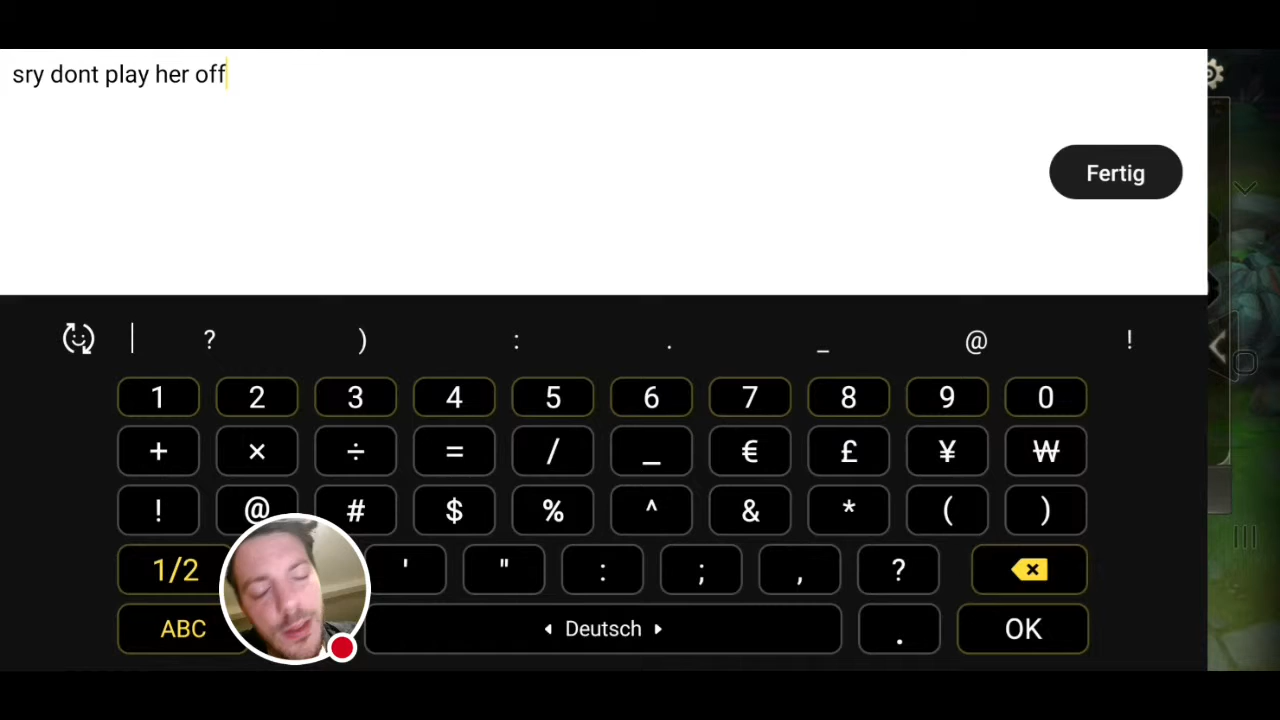 sry dont play her off
Fertig
? ) : . _ @ !
1 2 3 4 5 6 7 8 9 0
+ × ÷ = / _ € £ ¥ ₩
! @ # $ % ^ & * ( )
1/2 ' " : ; , ?
ABC Deutsch . OK